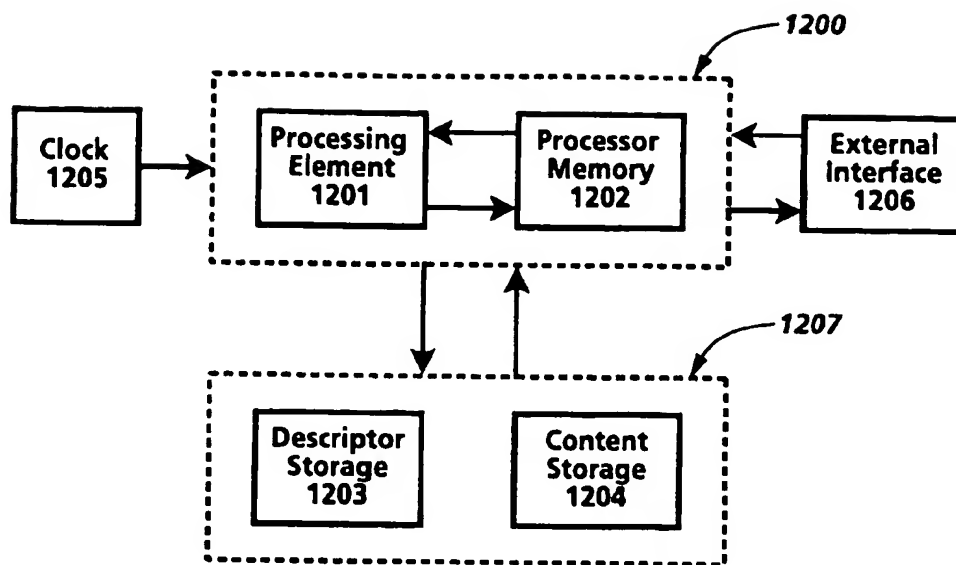 1200
Clock
1205
Processing
Element
1201
Processor
Memory
1202
External
Interface
1206
1207
Descriptor
Storage
1203
Content
Storage
1204